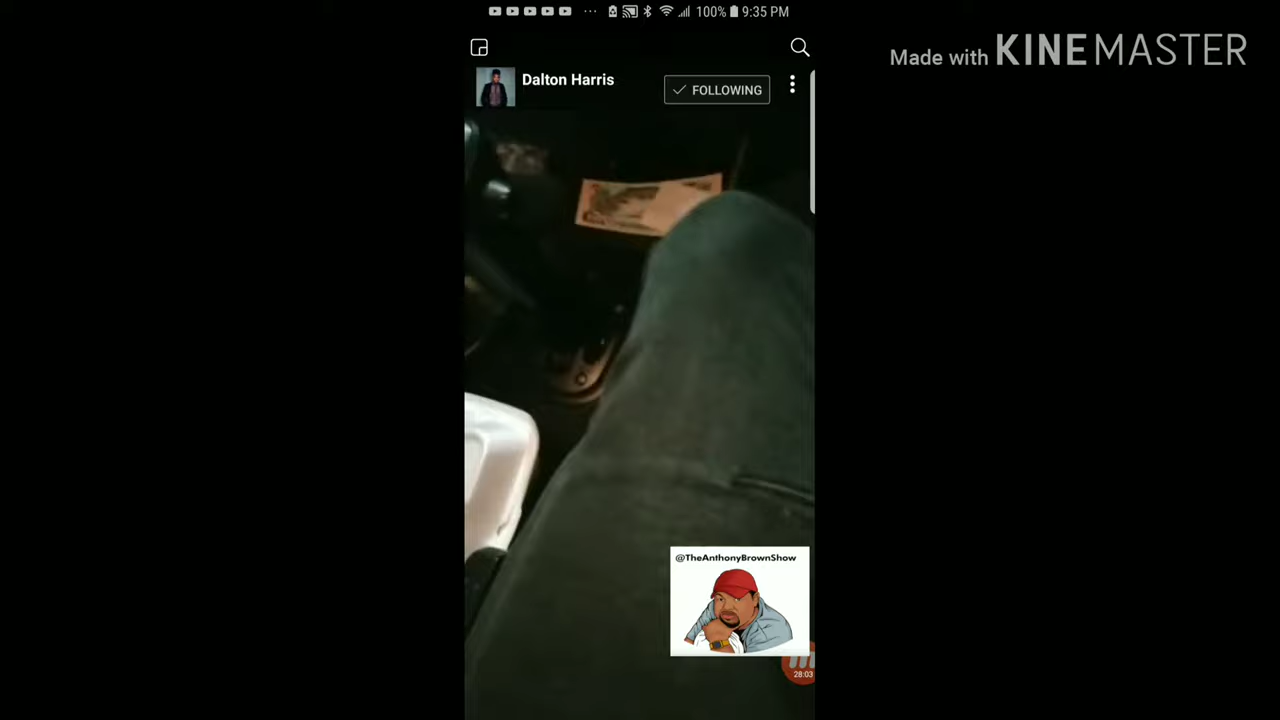 100% 9:35 PM
Made with KINEMASTER
Dalton Harris
FOLLOWING
@TheAnthonyBrownShow
28:03